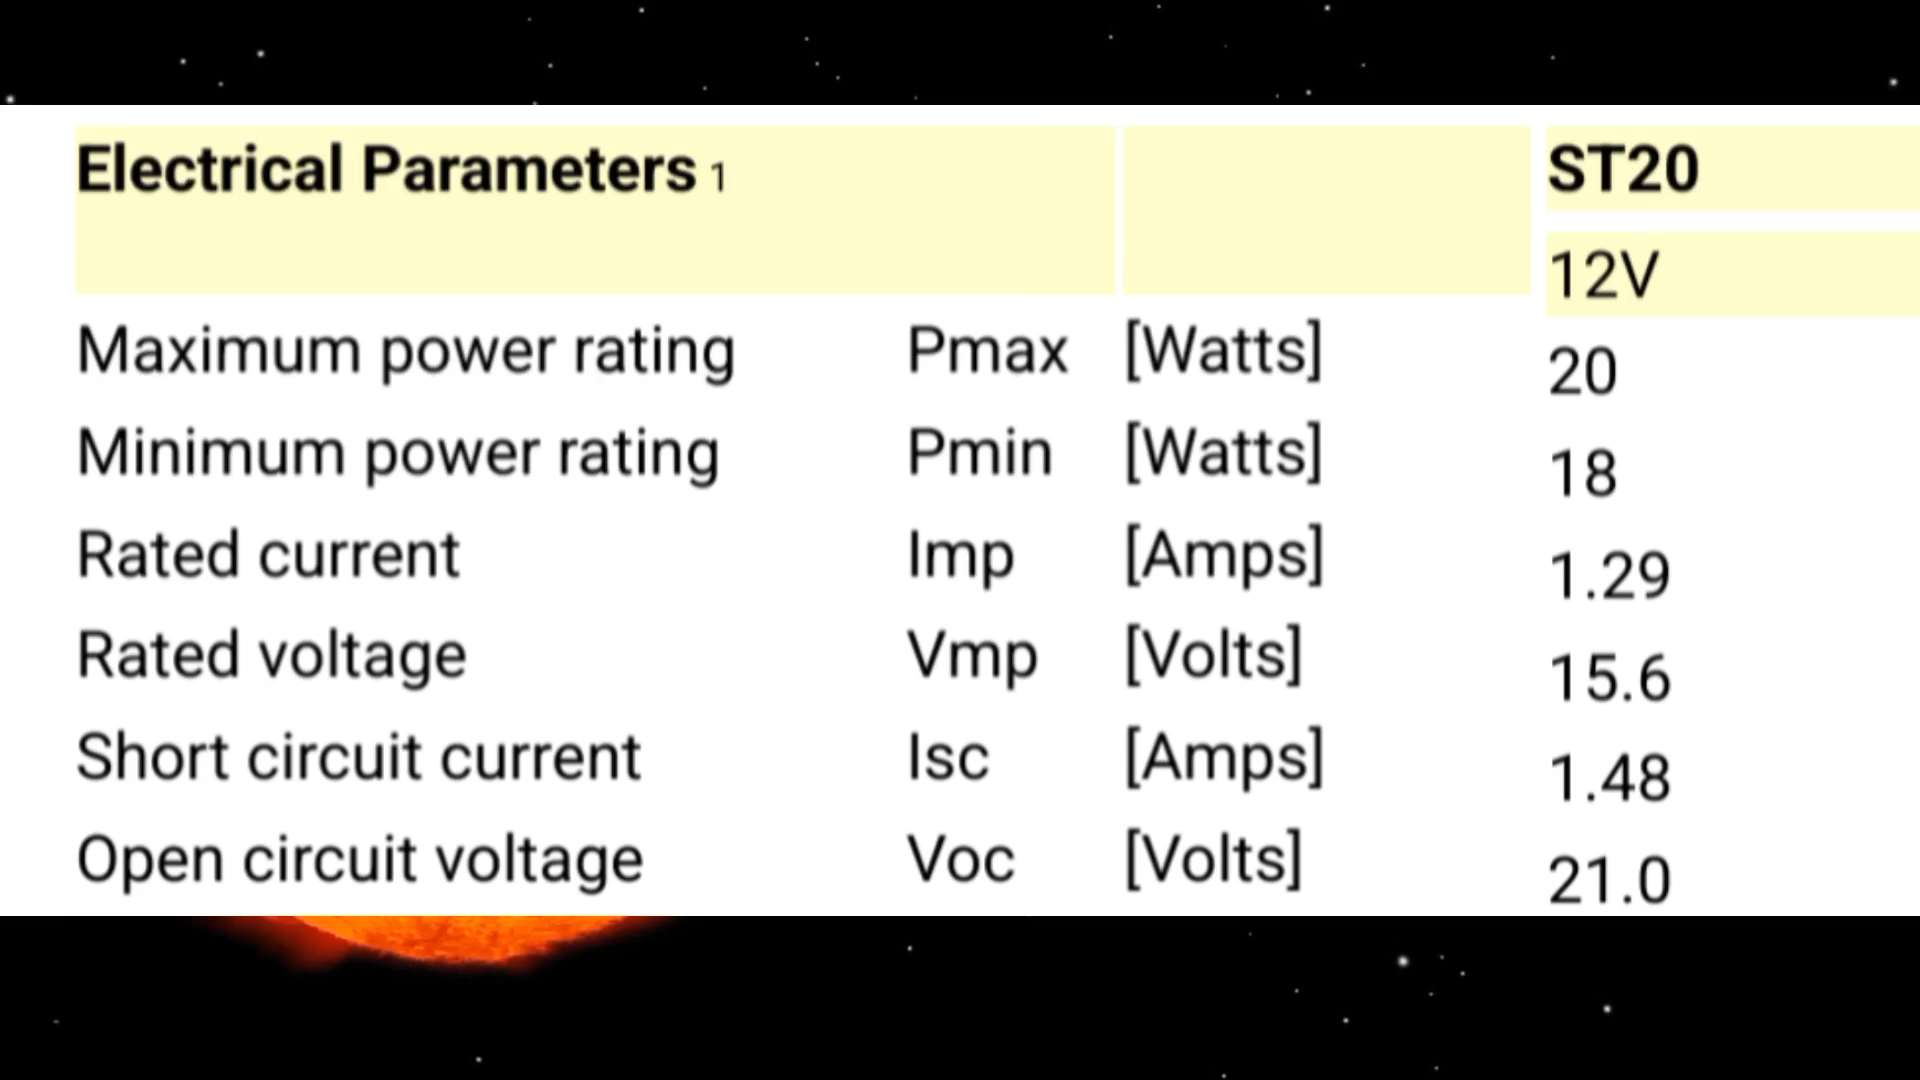 Electrical Parameters 1 ST20
12V
Maximum power rating Pmax [Watts] 20
Minimum power rating Pmin [Watts] 18
Rated current Imp [Amps] 1.29
Rated voltage Vmp [Volts] 15.6
Short circuit current Isc [Amps] 1.48
Open circuit voltage Voc [Volts] 21.0